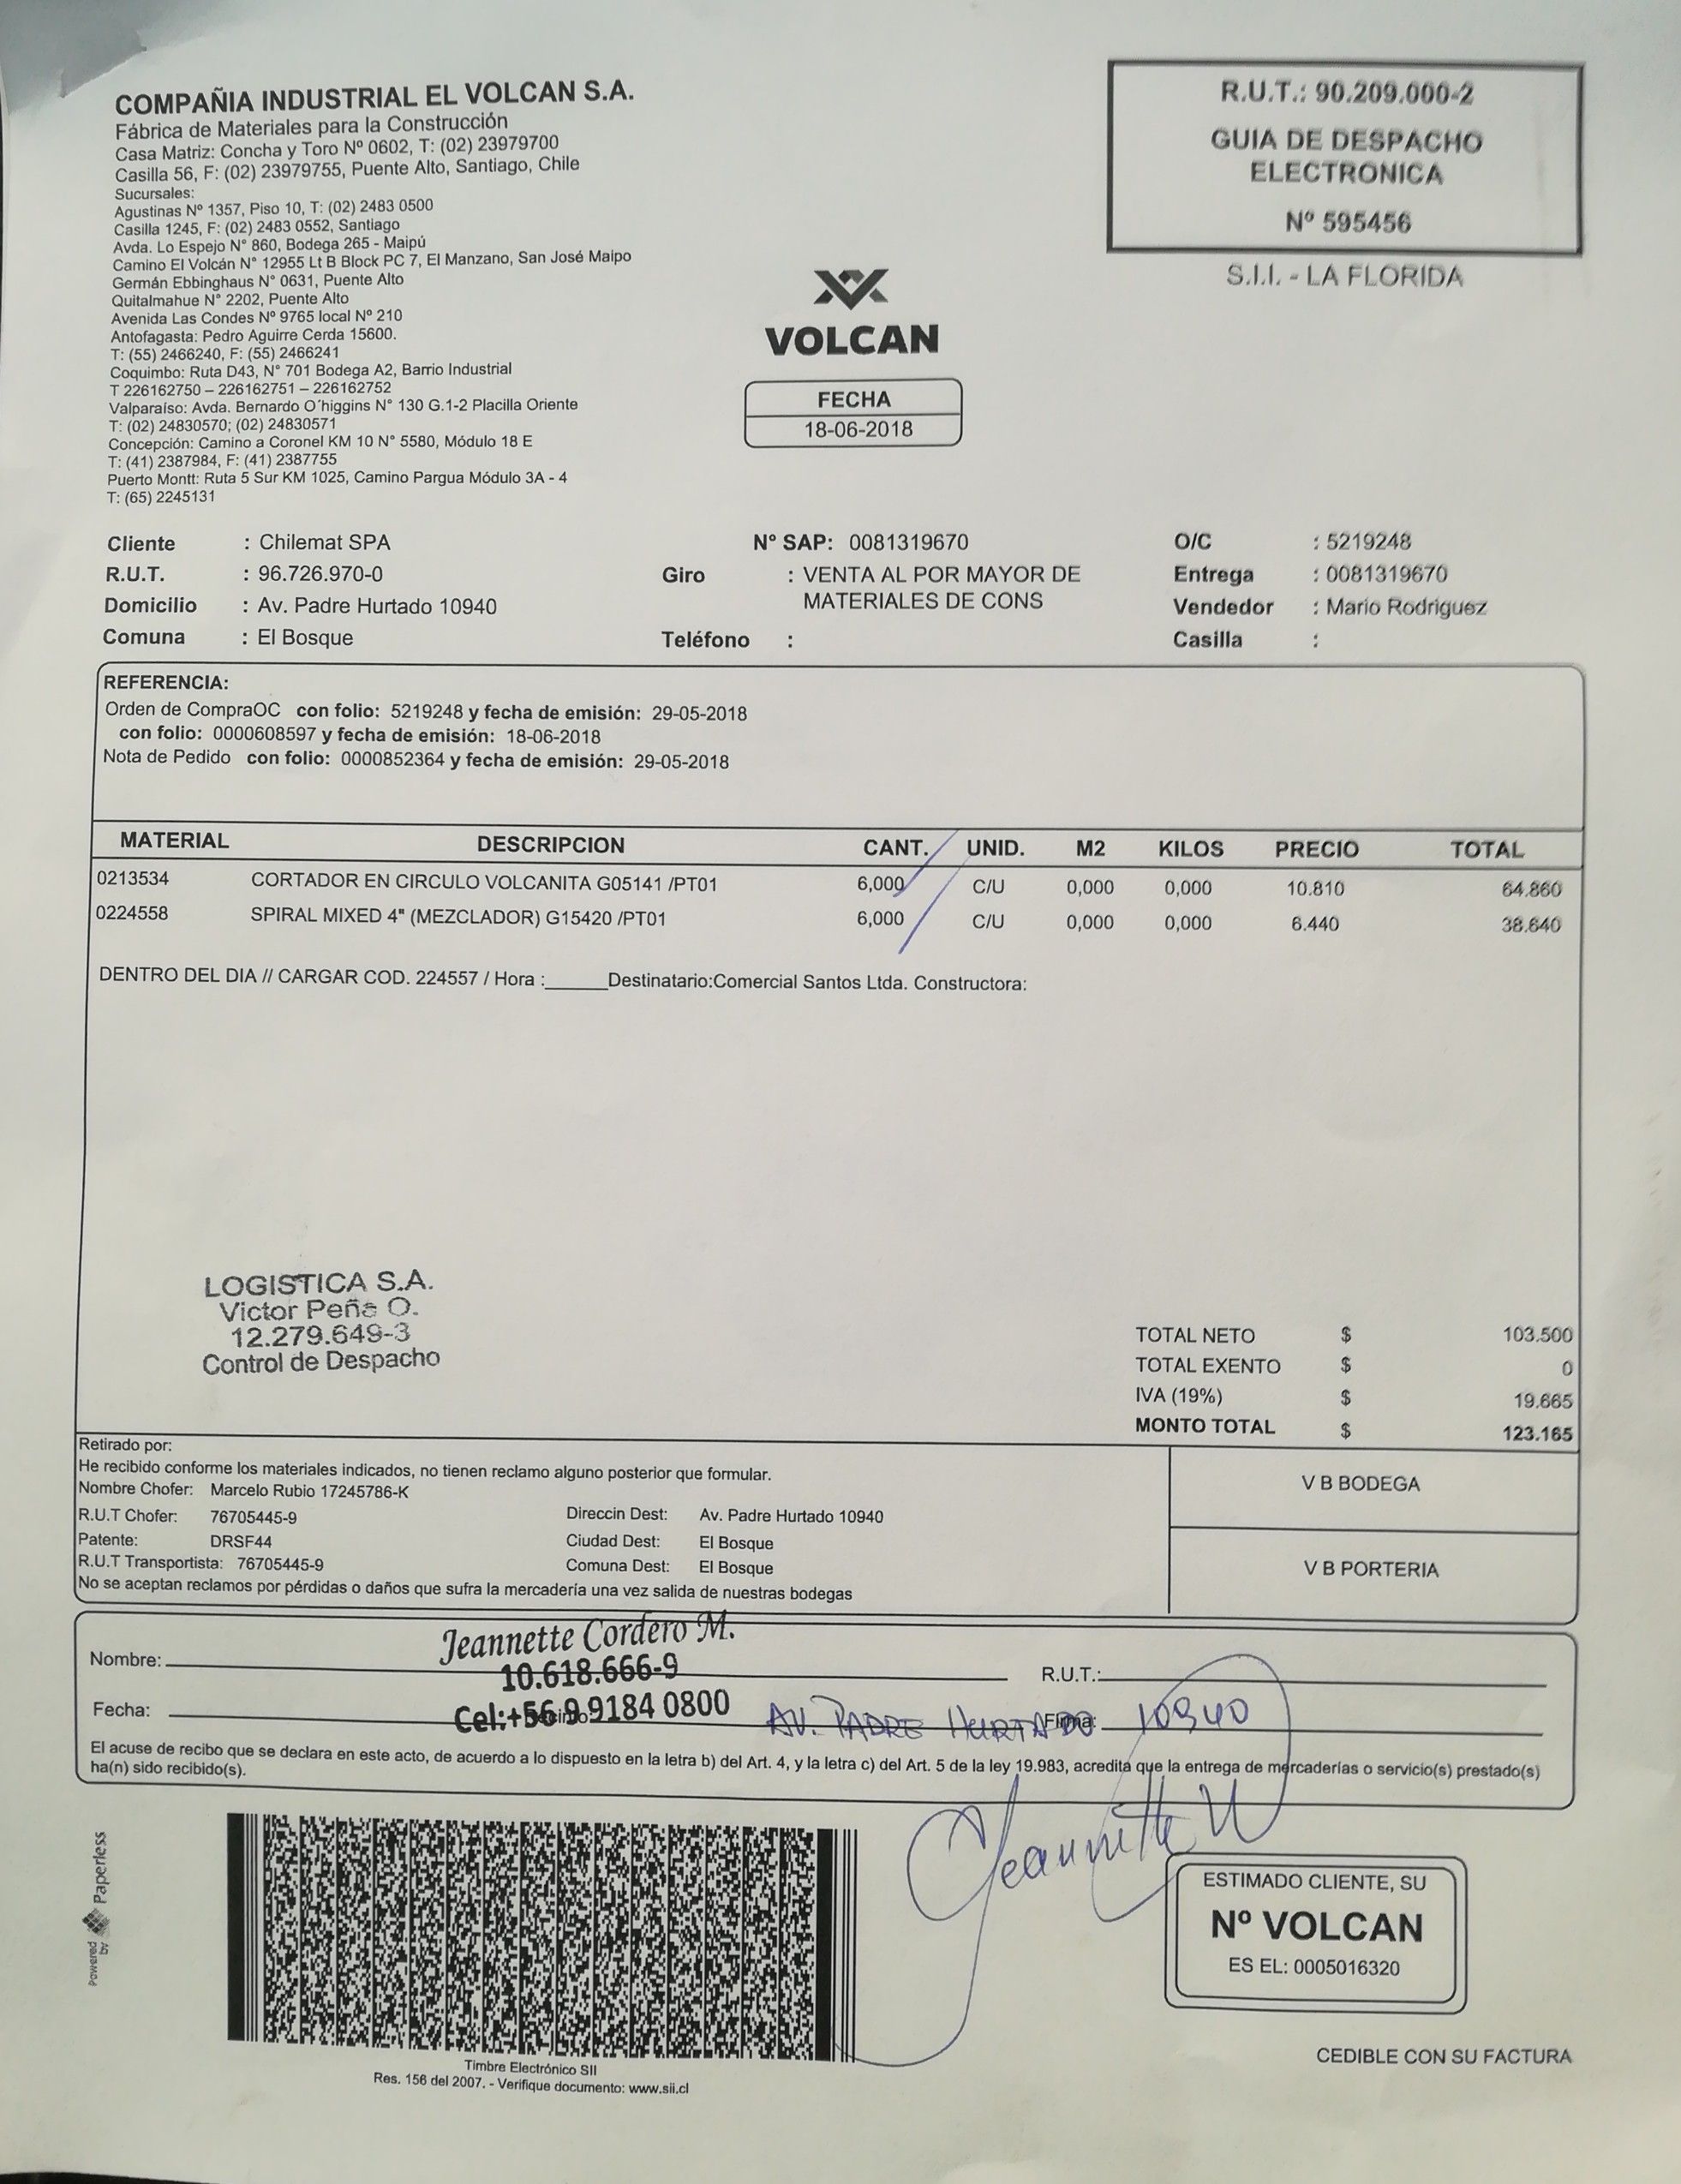 COMPAÑIA INDUSTRIAL EL VOLCAN S.A.
Fábrica de Materiales para la Construcción
Casa Matriz: Concha y Toro Nº 0602, T: (02) 23979700
Casilla 56, F: (02) 23979755, Puente Alto, Santiago, Chile
Sucursales:
Agustinas Nº 1357, Piso 10, T: (02) 2483 0500
Casilla 1245, F: (02) 2483 0552, Santiago
Avda. Lo Espejo N° 860, Bodega 265 - Maipú
Camino El Volcán N° 12955 Lt B Block PC 7, El Manzano, San José Maipo
Germán Ebbinghaus N° 0631, Puente Alto
Quitalmahue N° 2202, Puente Alto
Avenida Las Condes Nº 9765 local Nº 210
Antofagasta: Pedro Aguirre Cerda 15600.
T: (55) 2466240, F: (55) 2466241
Coquimbo: Ruta D43, N° 701 Bodega A2, Barrio Industrial
T 226162750 – 226162751 – 226162752
Valparaíso: Avda. Bernardo O´higgins N° 130 G.1-2 Placilla Oriente
T: (02) 24830570; (02) 24830571
Concepción: Camino a Coronel KM 10 N° 5580, Módulo 18 E
T: (41) 2387984, F: (41) 2387755
Puerto Montt: Ruta 5 Sur KM 1025, Camino Pargua Módulo 3A - 4
T: (65) 2245131
R.U.T.: 90.209.000-2
GUIA DE DESPACHO
ELECTRONICA
Nº 595456
S.I.I. - LA FLORIDA
VOLCAN
FECHA
18-06-2018
Cliente : Chilemat SPA N° SAP: 0081319670 O/C : 5219248
R.U.T. : 96.726.970-0 Giro : VENTA AL POR MAYOR DE Entrega : 0081319670
Domicilio : Av. Padre Hurtado 10940 MATERIALES DE CONS Vendedor : Mario Rodriguez
Comuna : El Bosque Teléfono : Casilla :
REFERENCIA:
Orden de CompraOC con folio: 5219248 y fecha de emisión: 29-05-2018
con folio: 0000608597 y fecha de emisión: 18-06-2018
Nota de Pedido con folio: 0000852364 y fecha de emisión: 29-05-2018
MATERIAL DESCRIPCION CANT. UNID. M2 KILOS PRECIO TOTAL
0213534 CORTADOR EN CIRCULO VOLCANITA G05141 /PT01 6,000 C/U 0,000 0,000 10.810 64.860
0224558 SPIRAL MIXED 4" (MEZCLADOR) G15420 /PT01 6,000 C/U 0,000 0,000 6.440 38.640
DENTRO DEL DIA // CARGAR COD. 224557 / Hora :______Destinatario:Comercial Santos Ltda. Constructora:
LOGISTICA S.A.
Victor Peña O.
12.279.649-3
Control de Despacho
TOTAL NETO $ 103.500
TOTAL EXENTO $ 0
IVA (19%) $ 19.665
MONTO TOTAL $ 123.165
Retirado por:
He recibido conforme los materiales indicados, no tienen reclamo alguno posterior que formular.
Nombre Chofer: Marcelo Rubio 17245786-K
R.U.T Chofer: 76705445-9 Direccin Dest: Av. Padre Hurtado 10940
Patente: DRSF44 Ciudad Dest: El Bosque
R.U.T Transportista: 76705445-9 Comuna Dest: El Bosque
No se aceptan reclamos por pérdidas o daños que sufra la mercadería una vez salida de nuestras bodegas
V B BODEGA
V B PORTERIA
Jeannette Cordero M.
Nombre: 10.618.666-9 R.U.T.:
Fecha: Cel:+56 9 9184 0800 AV. PADRE HURTADO Firma: 10940
El acuse de recibo que se declara en este acto, de acuerdo a lo dispuesto en la letra b) del Art. 4, y la letra c) del Art. 5 de la ley 19.983, acredita que la entrega de mercaderías o servicio(s) prestado(s)
ha(n) sido recibido(s).
Jeannette
Powered by Paperless
ESTIMADO CLIENTE, SU
Nº VOLCAN
ES EL: 0005016320
Timbre Electrónico SII
Res. 156 del 2007. - Verifique documento: www.sii.cl
CEDIBLE CON SU FACTURA